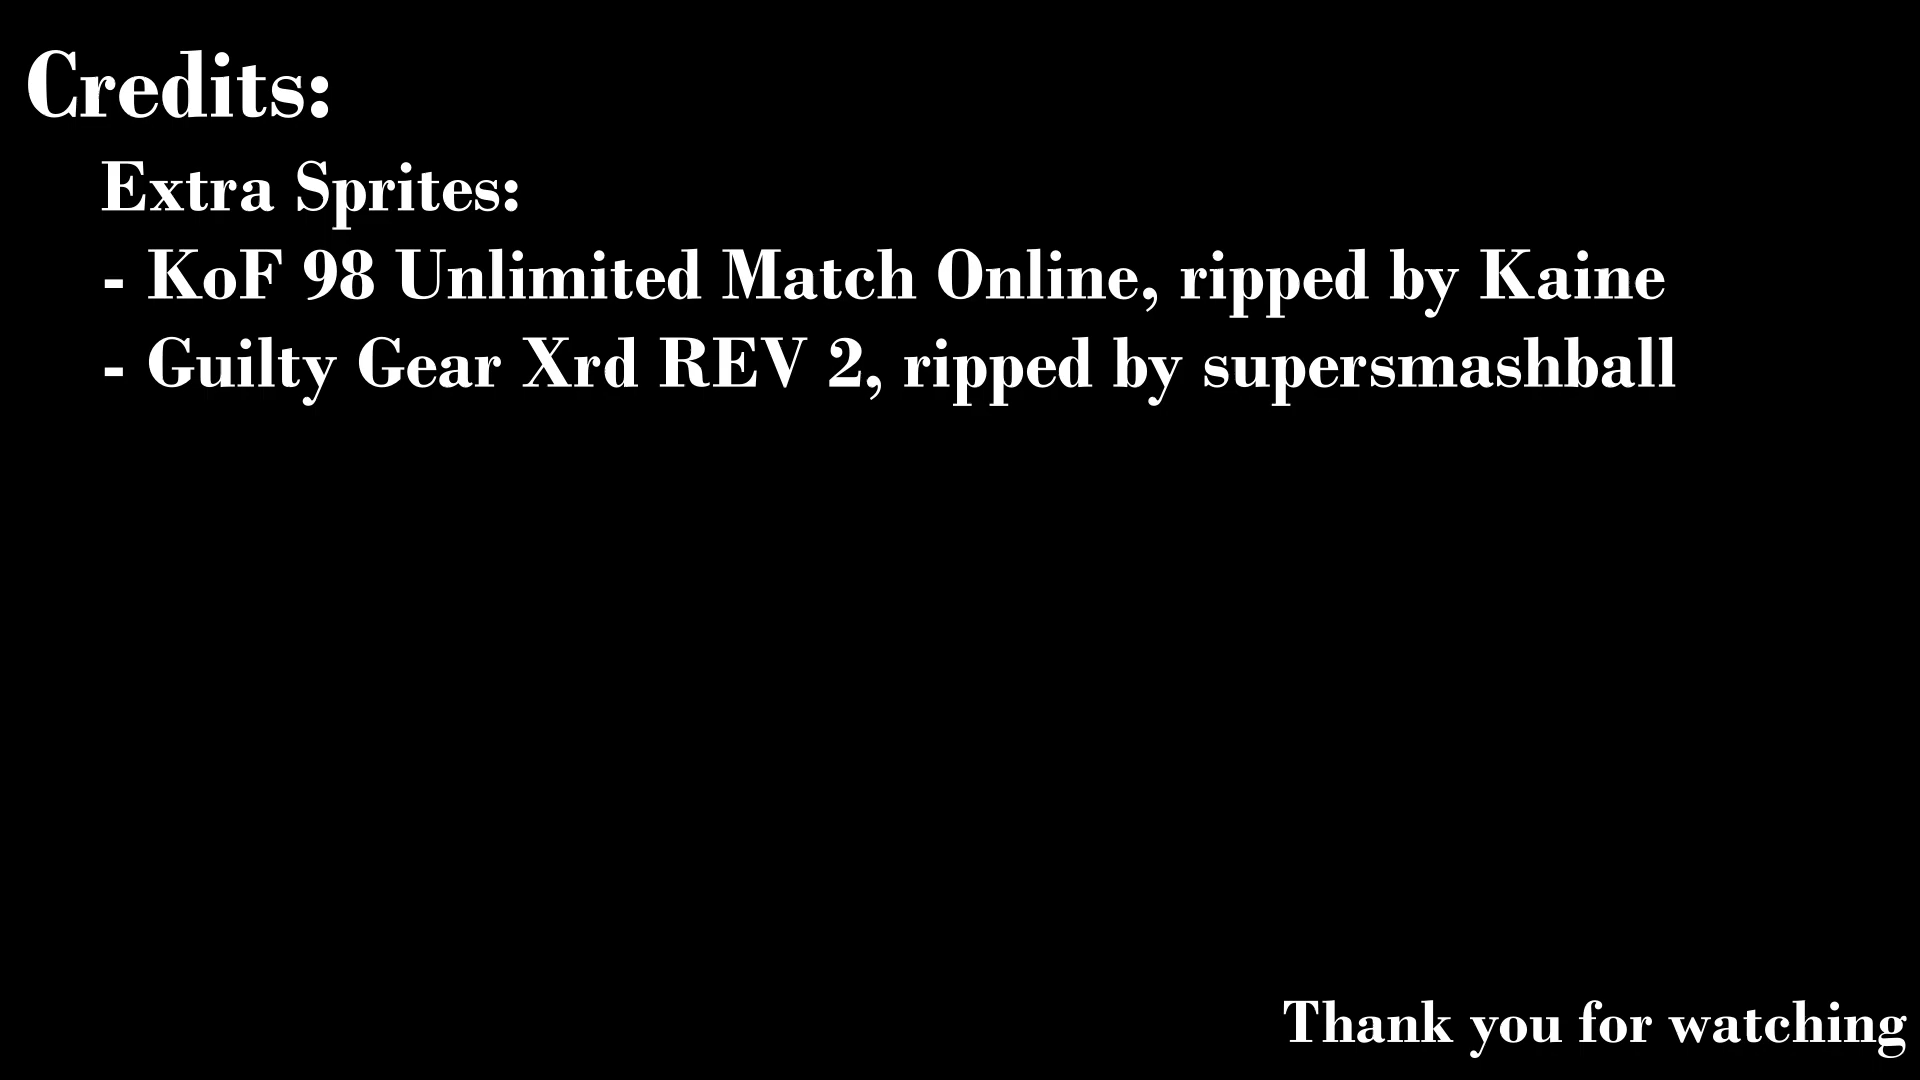 Credits:
Extra Sprites:
- KoF 98 Unlimited Match Online, ripped by Kaine
- Guilty Gear Xrd REV 2, ripped by supersmashball
Thank you for watching